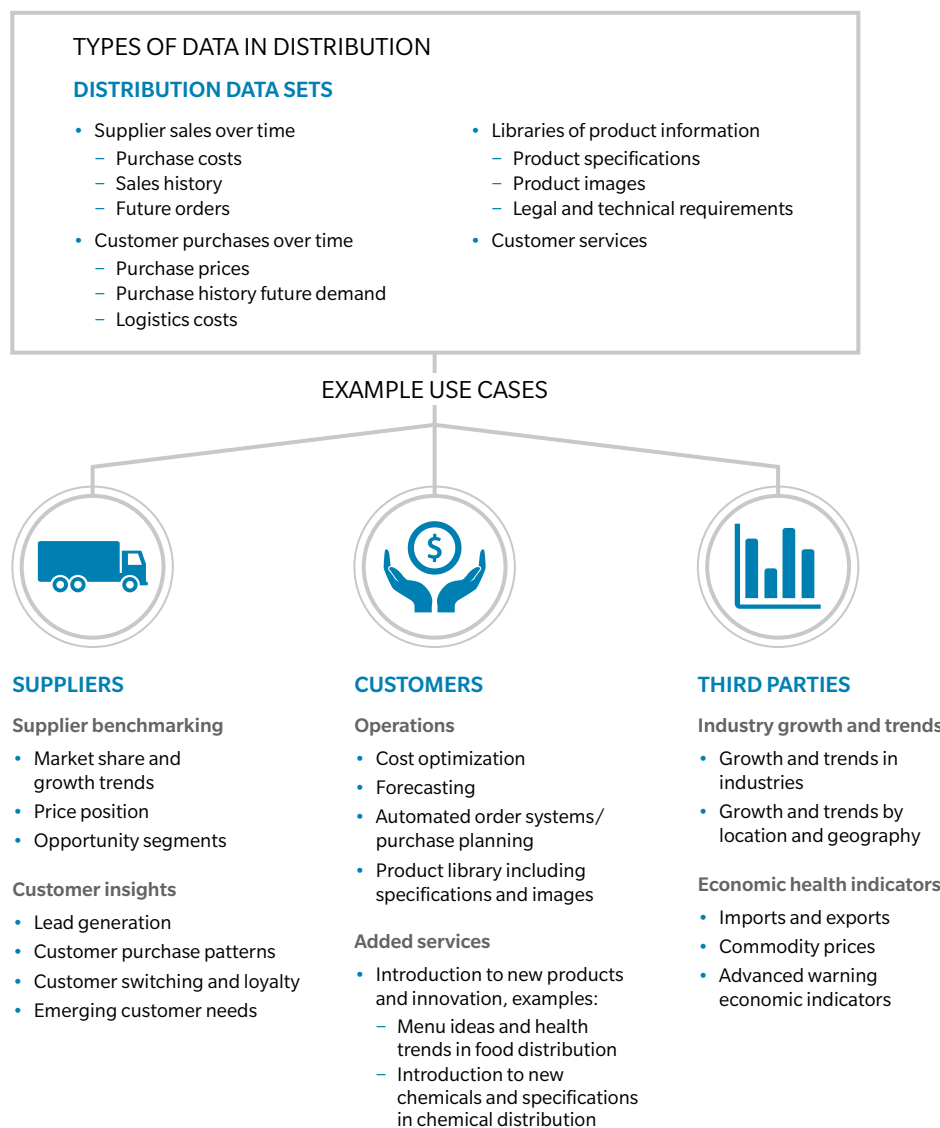 TYPES OF DATA IN DISTRIBUTION
DISTRIBUTION DATA SETS
• Supplier sales over time
– Purchase costs
– Sales history
– Future orders
• Customer purchases over time
– Purchase prices
– Purchase history future demand
– Logistics costs
• Libraries of product information
– Product specifications
– Product images
– Legal and technical requirements
• Customer services
EXAMPLE USE CASES
$
SUPPLIERS
Supplier benchmarking
• Market share and
growth trends
• Price position
• Opportunity segments
Customer insights
• Lead generation
• Customer purchase patterns
• Customer switching and loyalty
• Emerging customer needs
CUSTOMERS
Operations
• Cost optimization
• Forecasting
• Automated order systems/
purchase planning
• Product library including
specifications and images
Added services
• Introduction to new products
and innovation, examples:
– Menu ideas and health
trends in food distribution
– Introduction to new
chemicals and specifications
in chemical distribution
THIRD PARTIES
Industry growth and trends
• Growth and trends in
industries
• Growth and trends by
location and geography
Economic health indicators
• Imports and exports
• Commodity prices
• Advanced warning
economic indicators